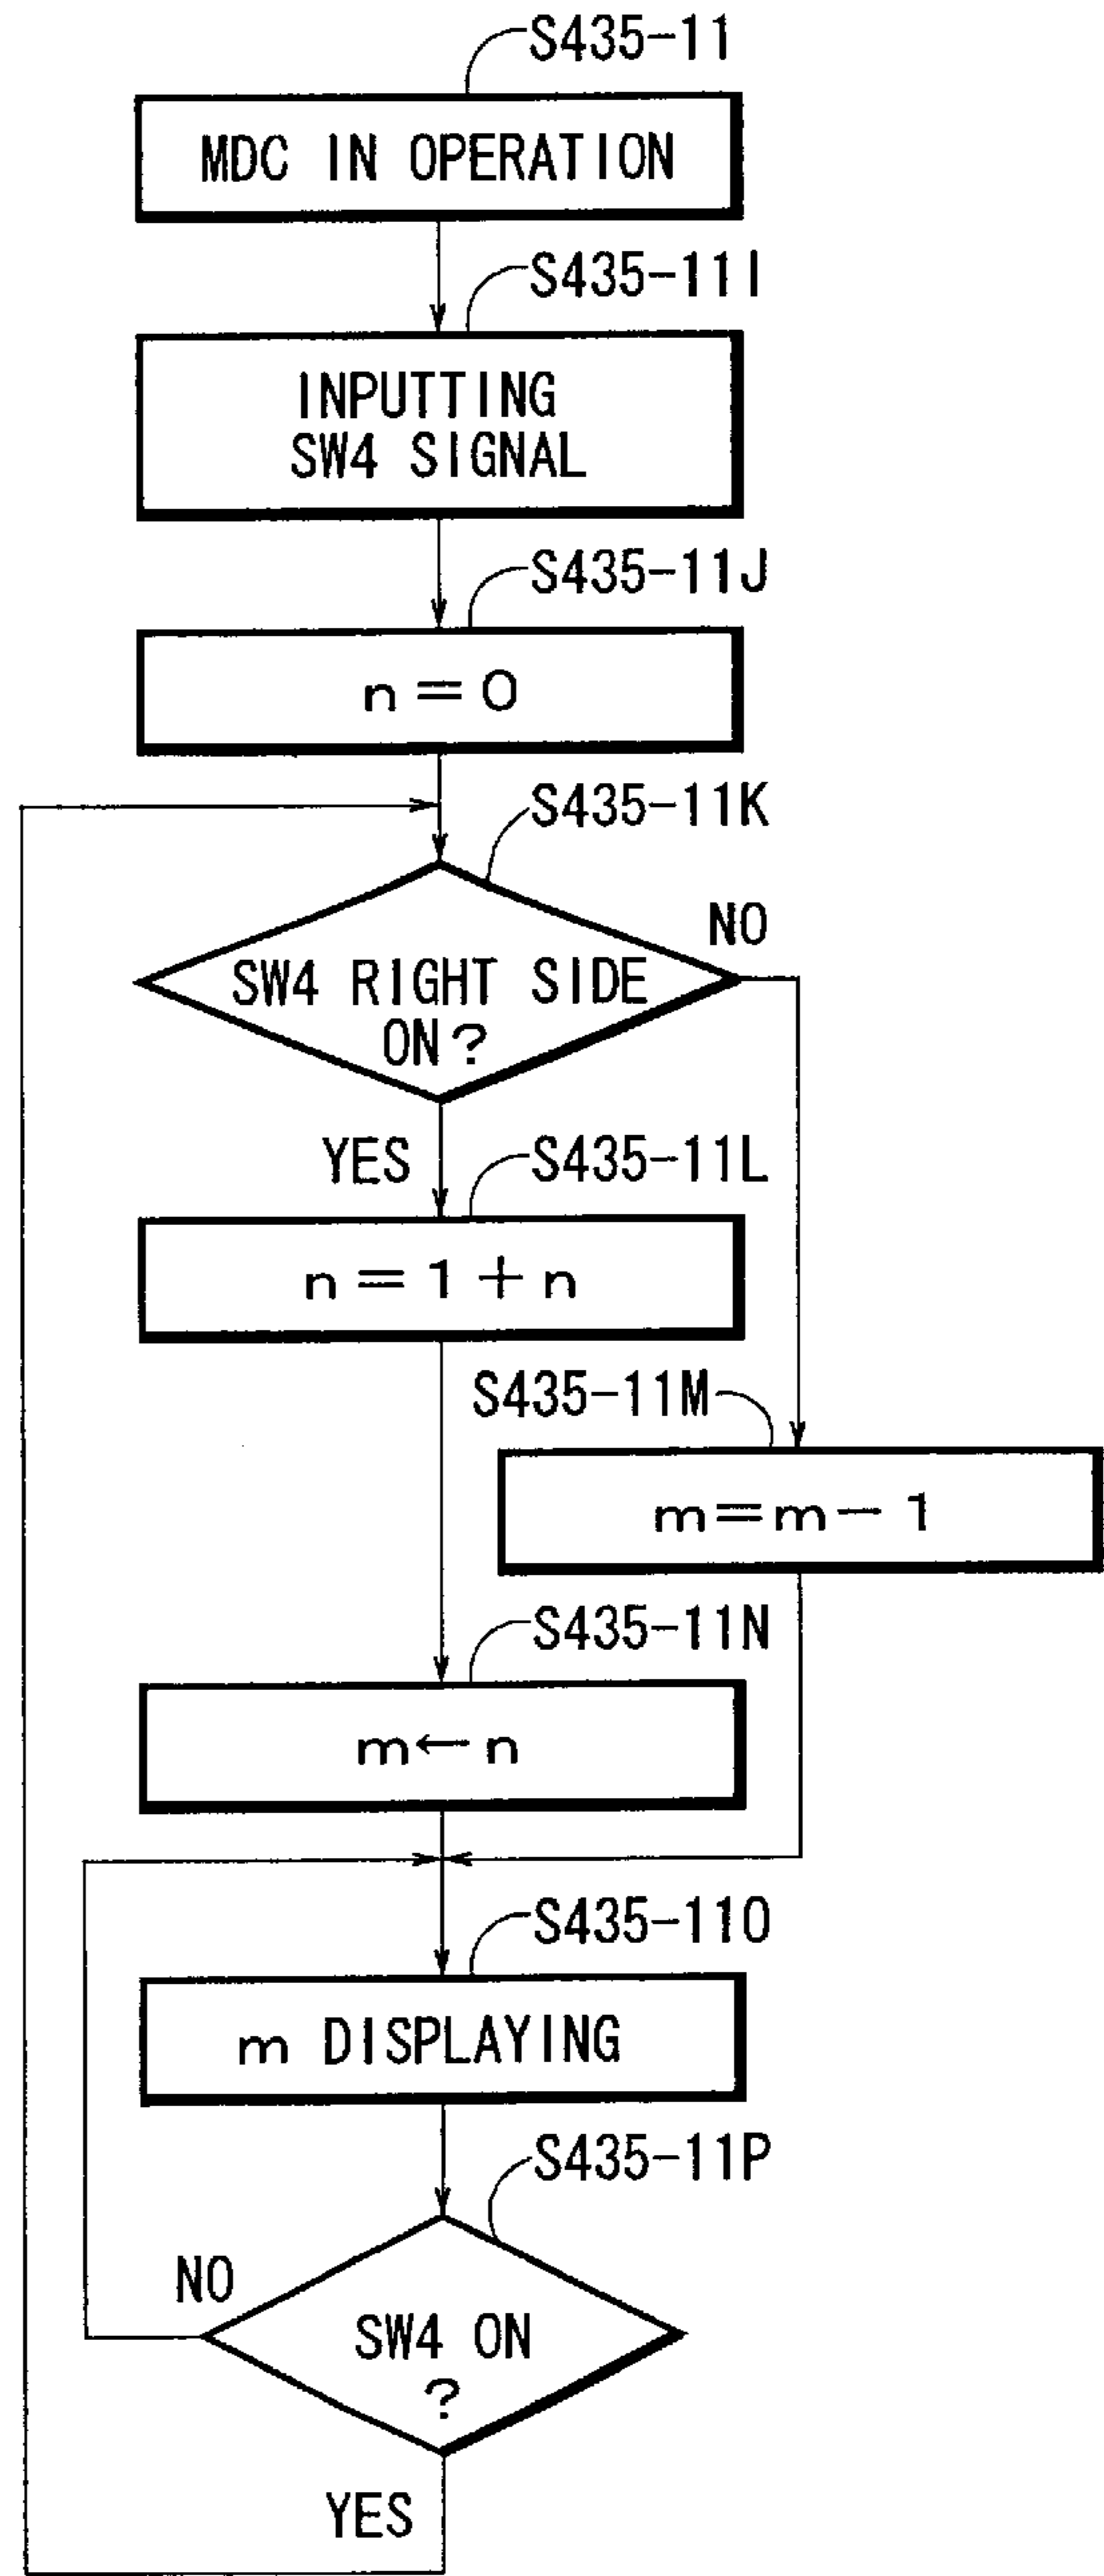 S435-11
MDC IN OPERATION
S435-11I
INPUTTING
SW4 SIGNAL
S435-11J
n=0
S435-11K
NO
SW4 RIGHT SIDE
ON?
YES
S435-11L
n=1+n
S435-11M
m=m-1
S435-11N
m←n
S435-11O
m DISPLAYING
S435-11P
NO
SW4 ON
?
YES